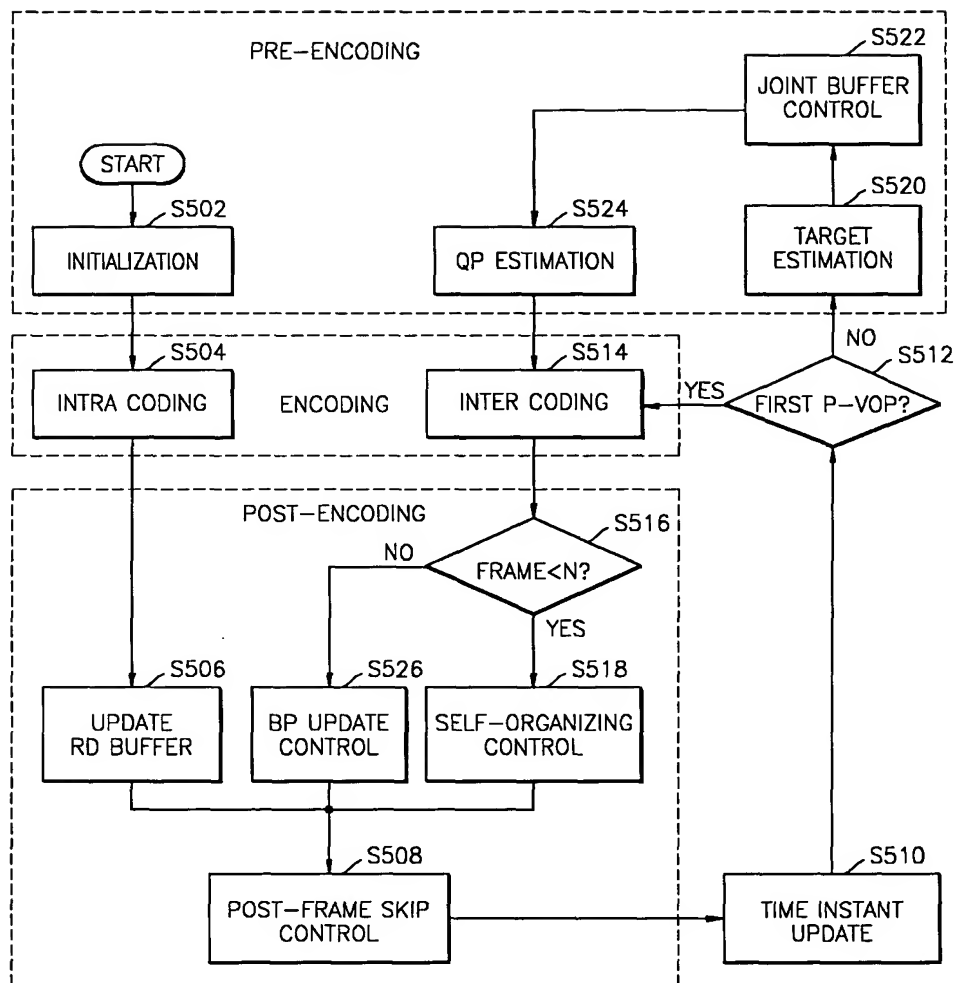 PRE-ENCODING
S522
JOINT BUFFER
CONTROL
START
S502
INITIALIZATION
S524
QP ESTIMATION
S520
TARGET
ESTIMATION
NO
S504
INTRA CODING
ENCODING
S514
INTER CODING
YES
S512
FIRST P-VOP?
POST-ENCODING
S516
NO
FRAME<N?
YES
S506
UPDATE
RD BUFFER
S526
BP UPDATE
CONTROL
S518
SELF-ORGANIZING
CONTROL
S508
POST-FRAME SKIP
CONTROL
S510
TIME INSTANT
UPDATE